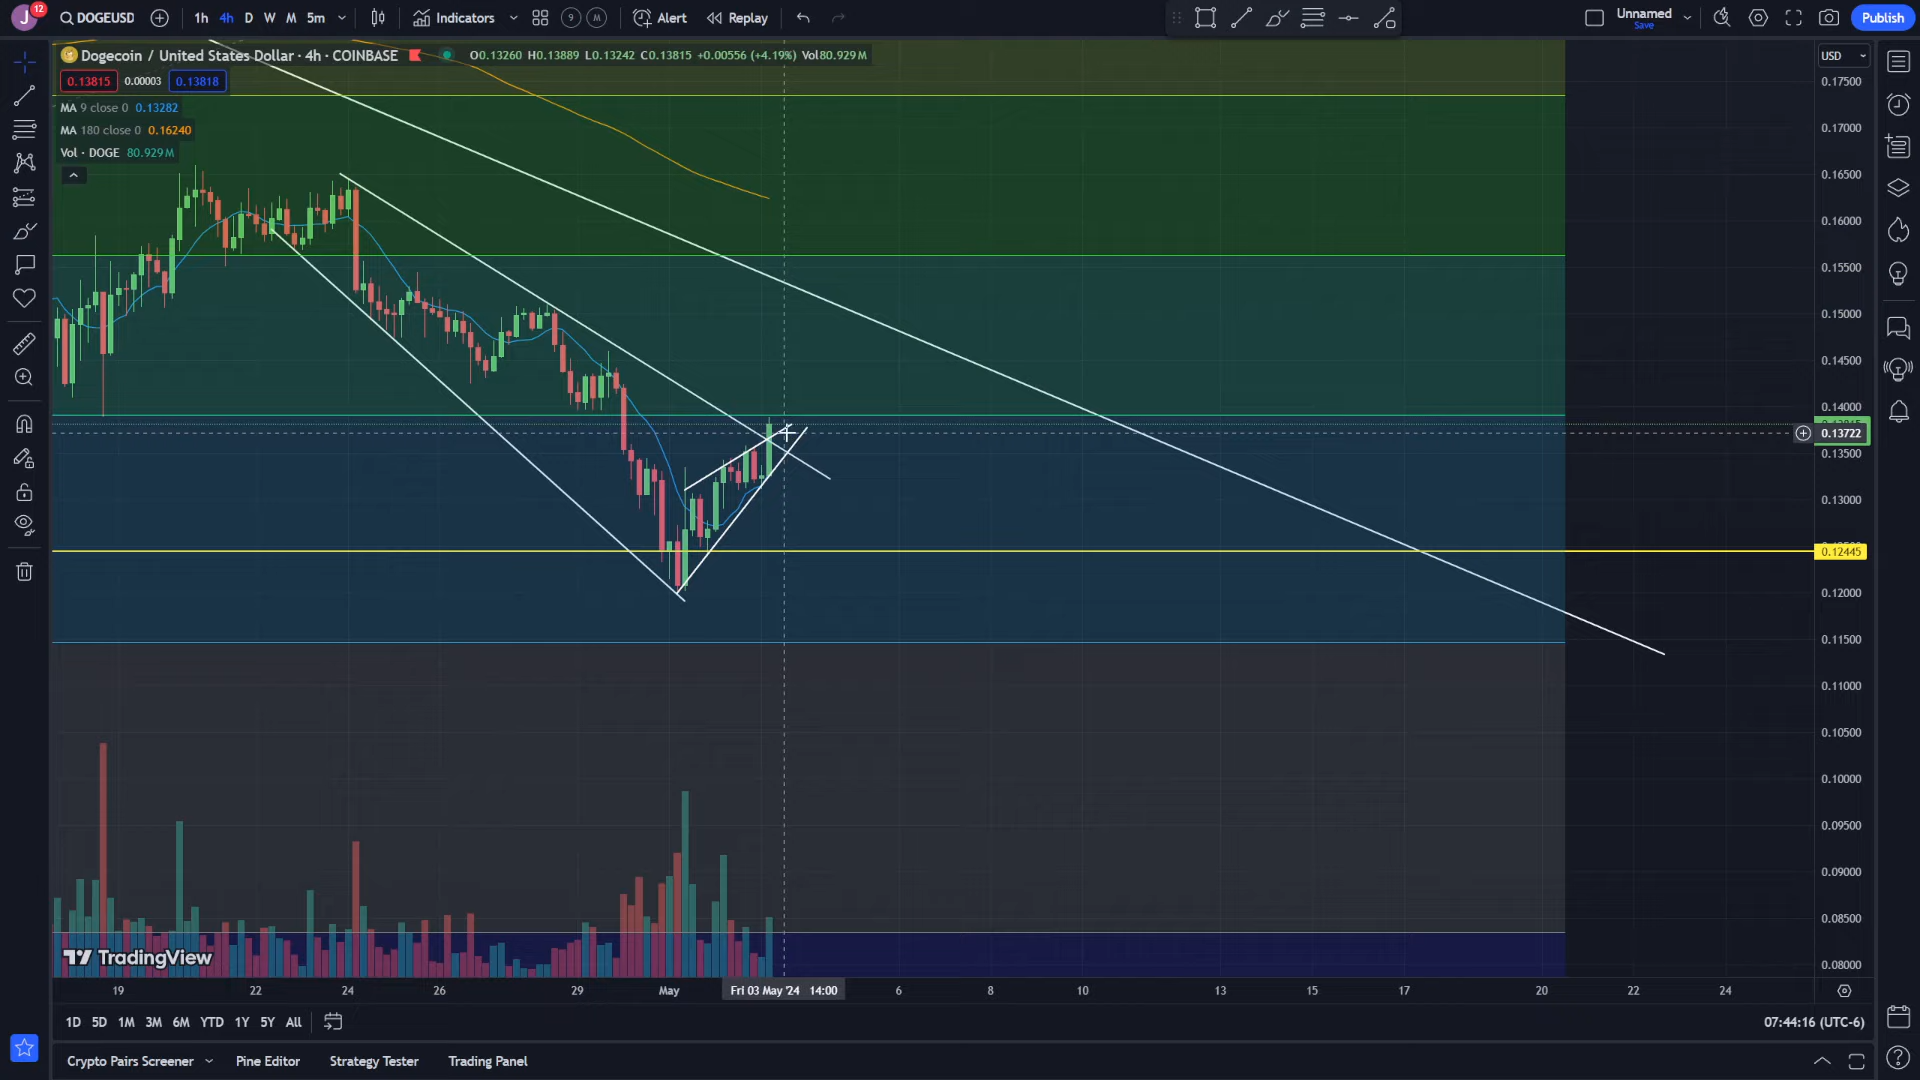 J 12 DOGEUSD 1h 4h D W M 5m Indicators 9 M Alert Replay Unnamed Save Publish
Dogecoin / United States Dollar · 4h · COINBASE O0.13260 H0.13889 L0.13242 C0.13815 +0.00556 (+4.19%) Vol80.929M USD
0.13815 0.00003 0.13818
MA 9 close 0 0.13282
MA 180 close 0 0.16240
Vol · DOGE 80.929M
0.17500
0.17000
0.16500
0.16000
0.15500
0.15000
0.14500
0.14000
0.13722
0.13500
0.13000
0.12445
0.12000
0.11500
0.11000
0.10500
0.10000
0.09500
0.09000
0.08500
TradingView
0.08000
19 22 24 26 29 May Fri 03 May '24 14:00 6 8 10 13 15 17 20 22 24
1D 5D 1M 3M 6M YTD 1Y 5Y All 07:44:16 (UTC-6)
Crypto Pairs Screener Pine Editor Strategy Tester Trading Panel